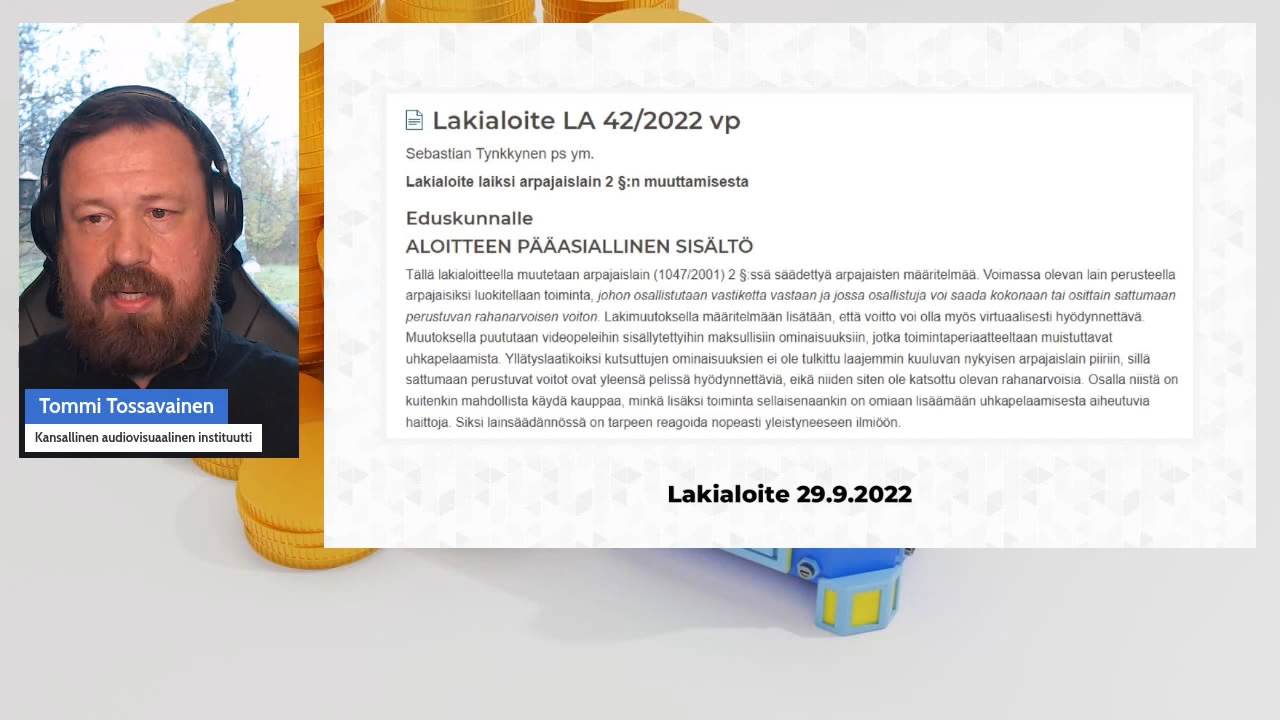 Lakialoite LA 42/2022 vp
Sebastian Tynkkynen ps ym.
Lakialoite laiksi arpajaislain 2 §:n muuttamisesta
Eduskunnalle
ALOITTEEN PÄÄASIALLINEN SISÄLTÖ
Tällä lakialoitteella muutetaan arpajaislain (1047/2001) 2 §:ssä säädettyä arpajaisten määritelmää. Voimassa olevan lain perusteella
arpajaisiksi luokitellaan toiminta, johon osallistutaan vastiketta vastaan ja jossa osallistuja voi saada kokonaan tai osittain sattumaan
perustuvan rahanarvoisen voiton. Lakimuutoksella määritelmään lisätään, että voitto voi olla myös virtuaalisesti hyödynnettävä.
Muutoksella puututaan videopeleihin sisällytettyihin maksullisiin ominaisuuksiin, jotka toimintaperiaatteeltaan muistuttavat
uhkapelaamista. Yllätyslaatikoiksi kutsuttujen ominaisuuksien ei ole tulkittu laajemmin kuuluvan nykyisen arpajaislain piiriin, sillä
sattumaan perustuvat voitot ovat yleensä pelissä hyödynnettäviä, eikä niiden siten ole katsottu olevan rahanarvoisia. Osalla niistä on
kuitenkin mahdollista käydä kauppaa, minkä lisäksi toiminta sellaisenaankin on omiaan lisäämään uhkapelaamisesta aiheutuvia
haittoja. Siksi lainsäädännössä on tarpeen reagoida nopeasti yleistyneeseen ilmiöön.
Lakialoite 29.9.2022
Tommi Tossavainen
Kansallinen audiovisuaalinen instituutti